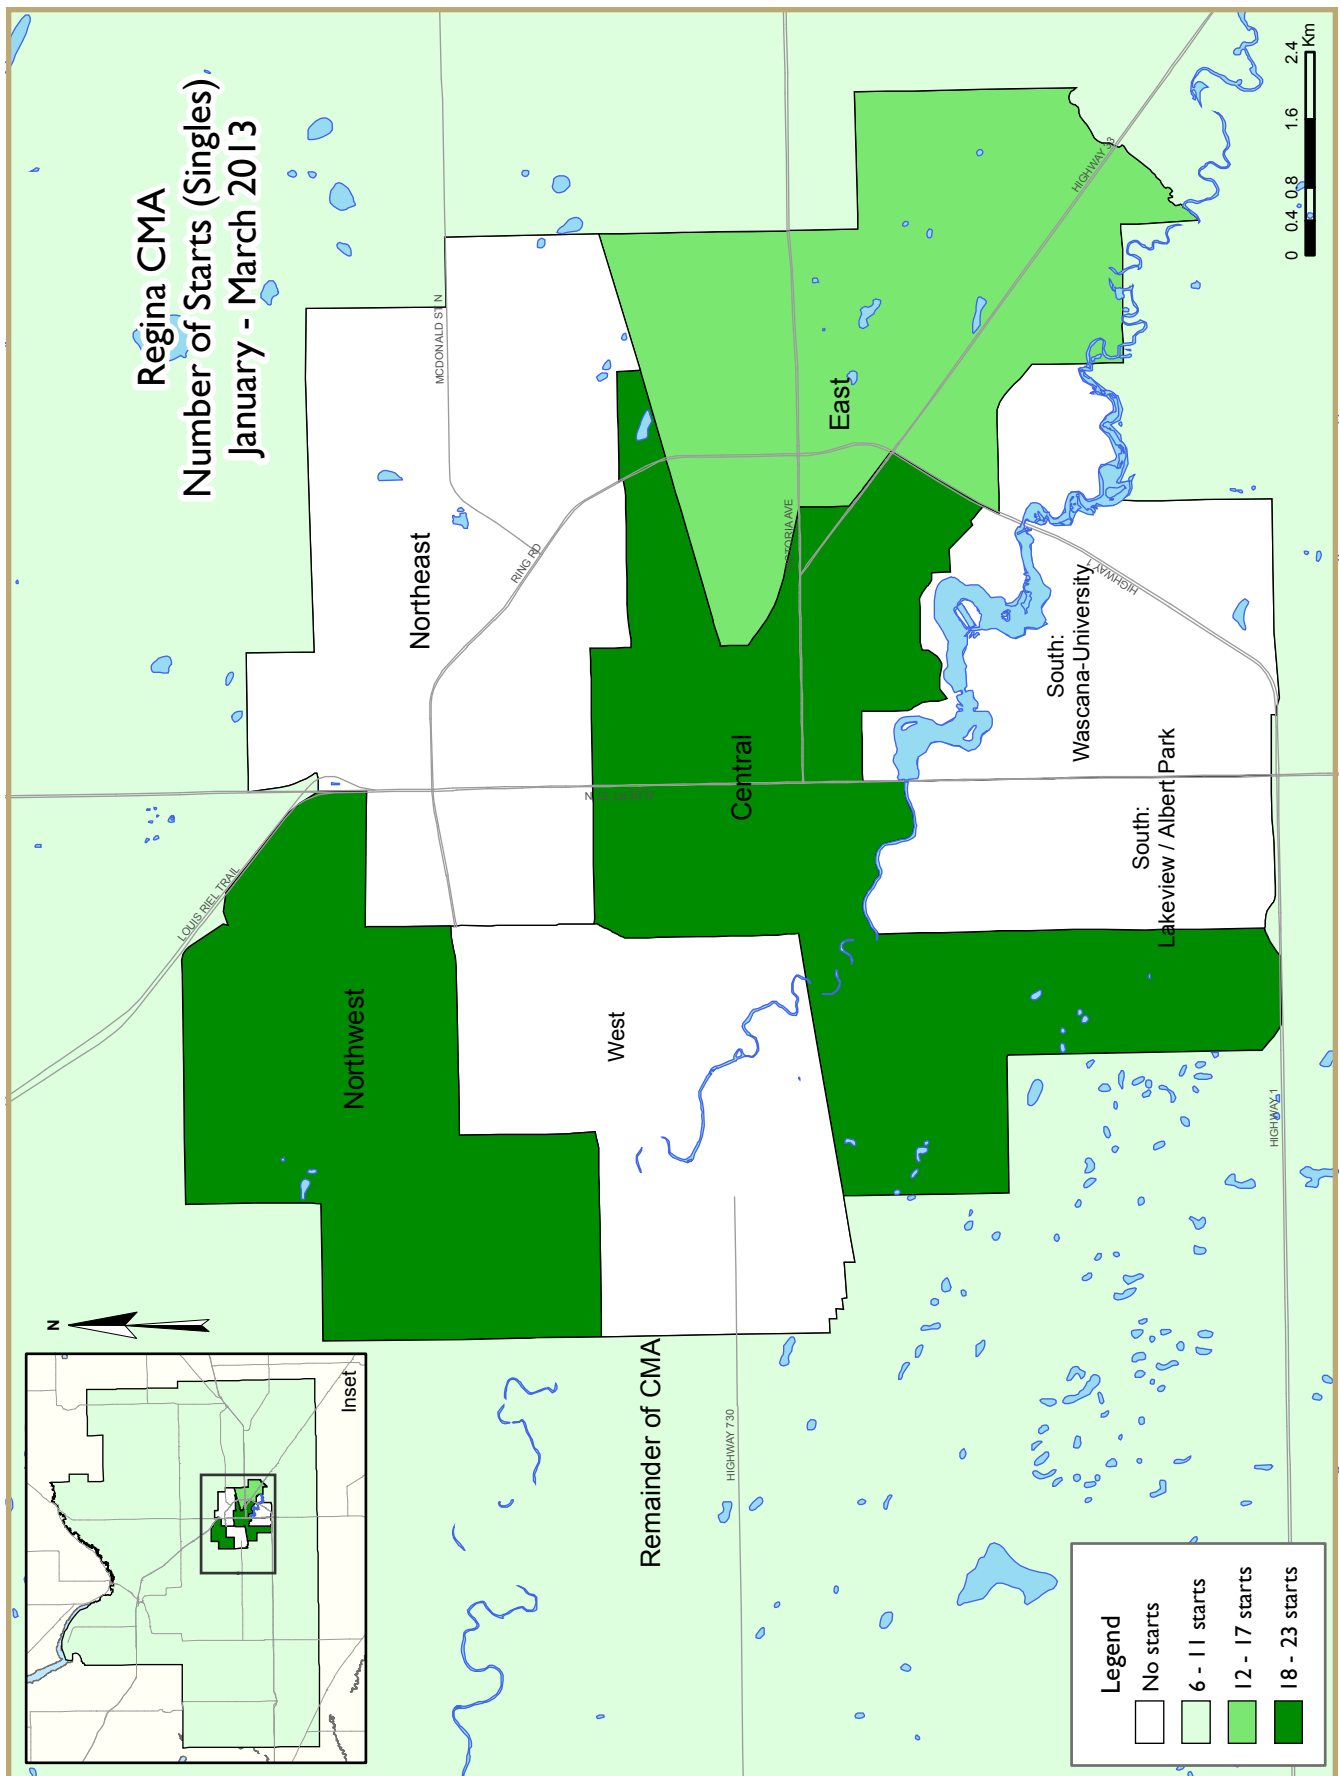 Regina CMA
Number of Starts (Singles)
January - March 2013
N
Inset
LOUIS RIEL TRAIL
MCDONALD ST N
RING RD
Northeast
Northwest
West
Central
East
HIGHWAY 33
HIGHWAY 1
South:
Wascana-University
South:
Lakeview / Albert Park
Remainder of CMA
HIGHWAY 730
HIGHWAY 1
Legend
No starts
6 - 11 starts
12 - 17 starts
18 - 23 starts
0 0.4 0.8 1.6 2.4
Km